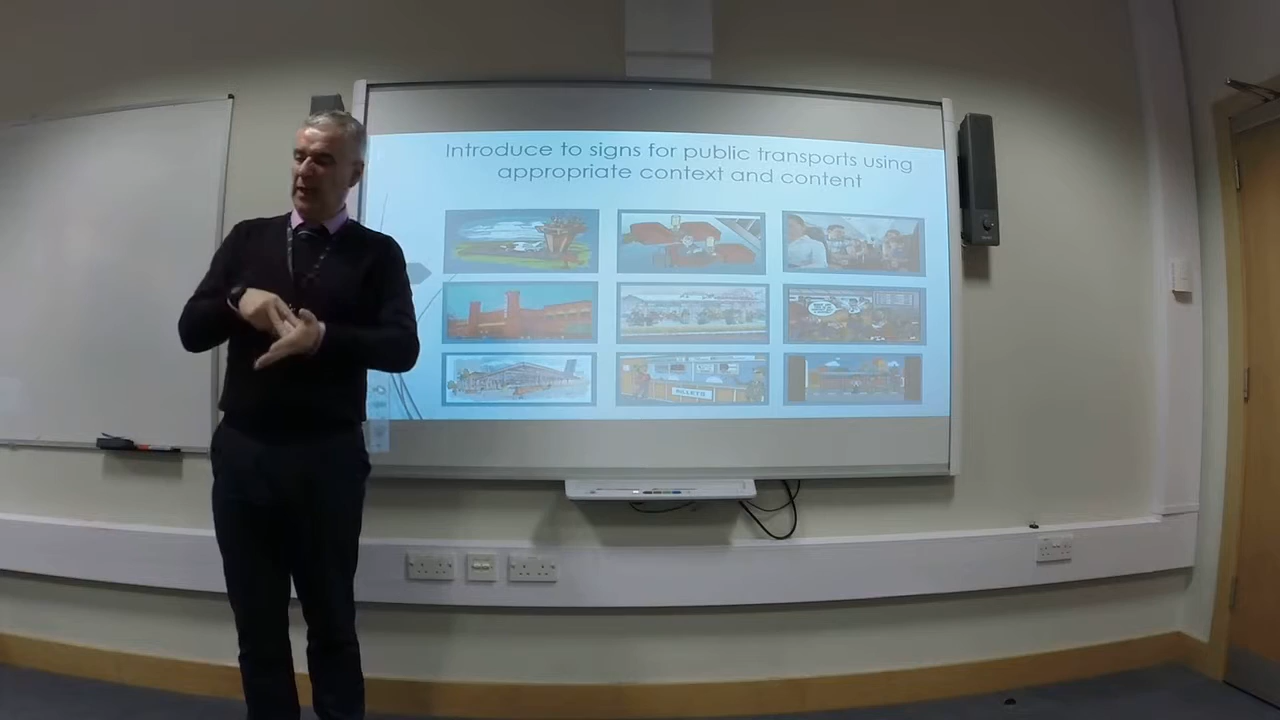 Introduce to signs for public transports using
appropriate context and content